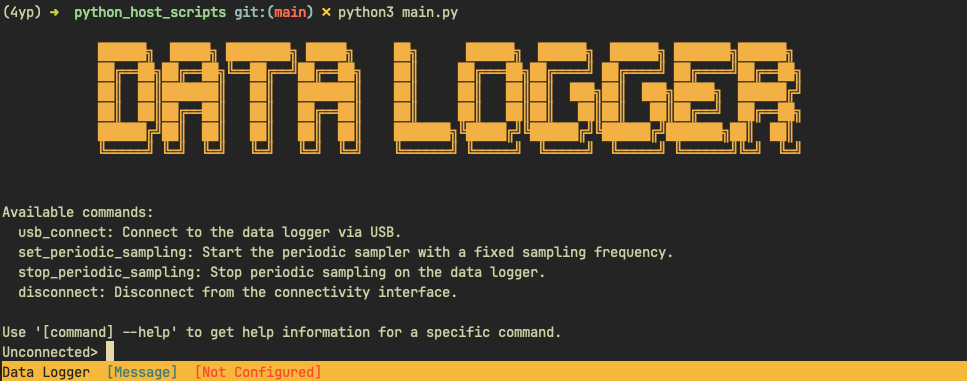 (4yp) ➜  python_host_scripts git:(main) ✗ python3 main.py
DATA LOGGER
Available commands:
  usb_connect: Connect to the data logger via USB.
  set_periodic_sampling: Start the periodic sampler with a fixed sampling frequency.
  stop_periodic_sampling: Stop periodic sampling on the data logger.
  disconnect: Disconnect from the connectivity interface.
Use '[command] --help' to get help information for a specific command.
Unconnected>
Data Logger  [Message]  [Not Configured]